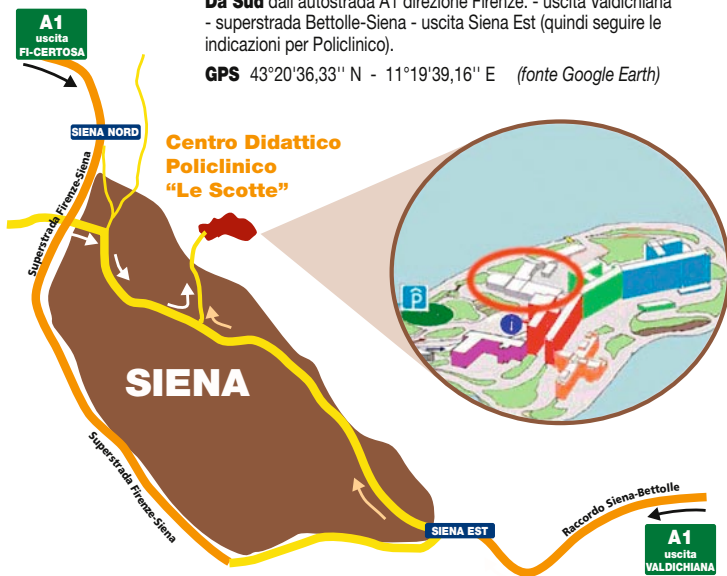 Da Sud dall'autostrada A1 direzione Firenze: - uscita Valdichiana
- superstrada Bettolle-Siena - uscita Siena Est (quindi seguire le
indicazioni per Policlinico).
GPS 43°20'36,33'' N - 11°19'39,16'' E (fonte Google Earth)
A1
uscita
FI-CERTOSA
SIENA NORD
Centro Didattico
Policlinico
“Le Scotte”
Superstrada Firenze-Siena
P
i
SIENA
Superstrada Firenze-Siena
Raccordo Siena-Bettolle
SIENA EST
A1
uscita
VALDICHIANA